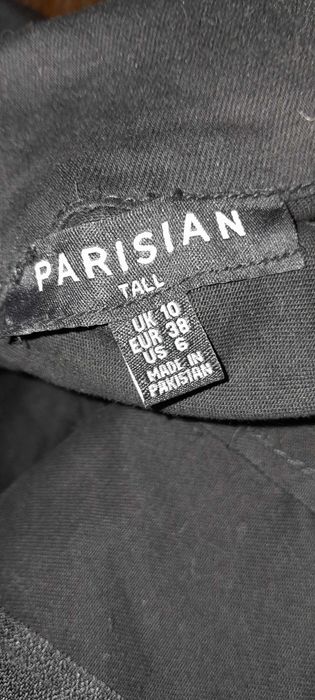 PARISIAN
TALL
UK 10
EUR 38
US 6
MADE IN
PAKISTAN